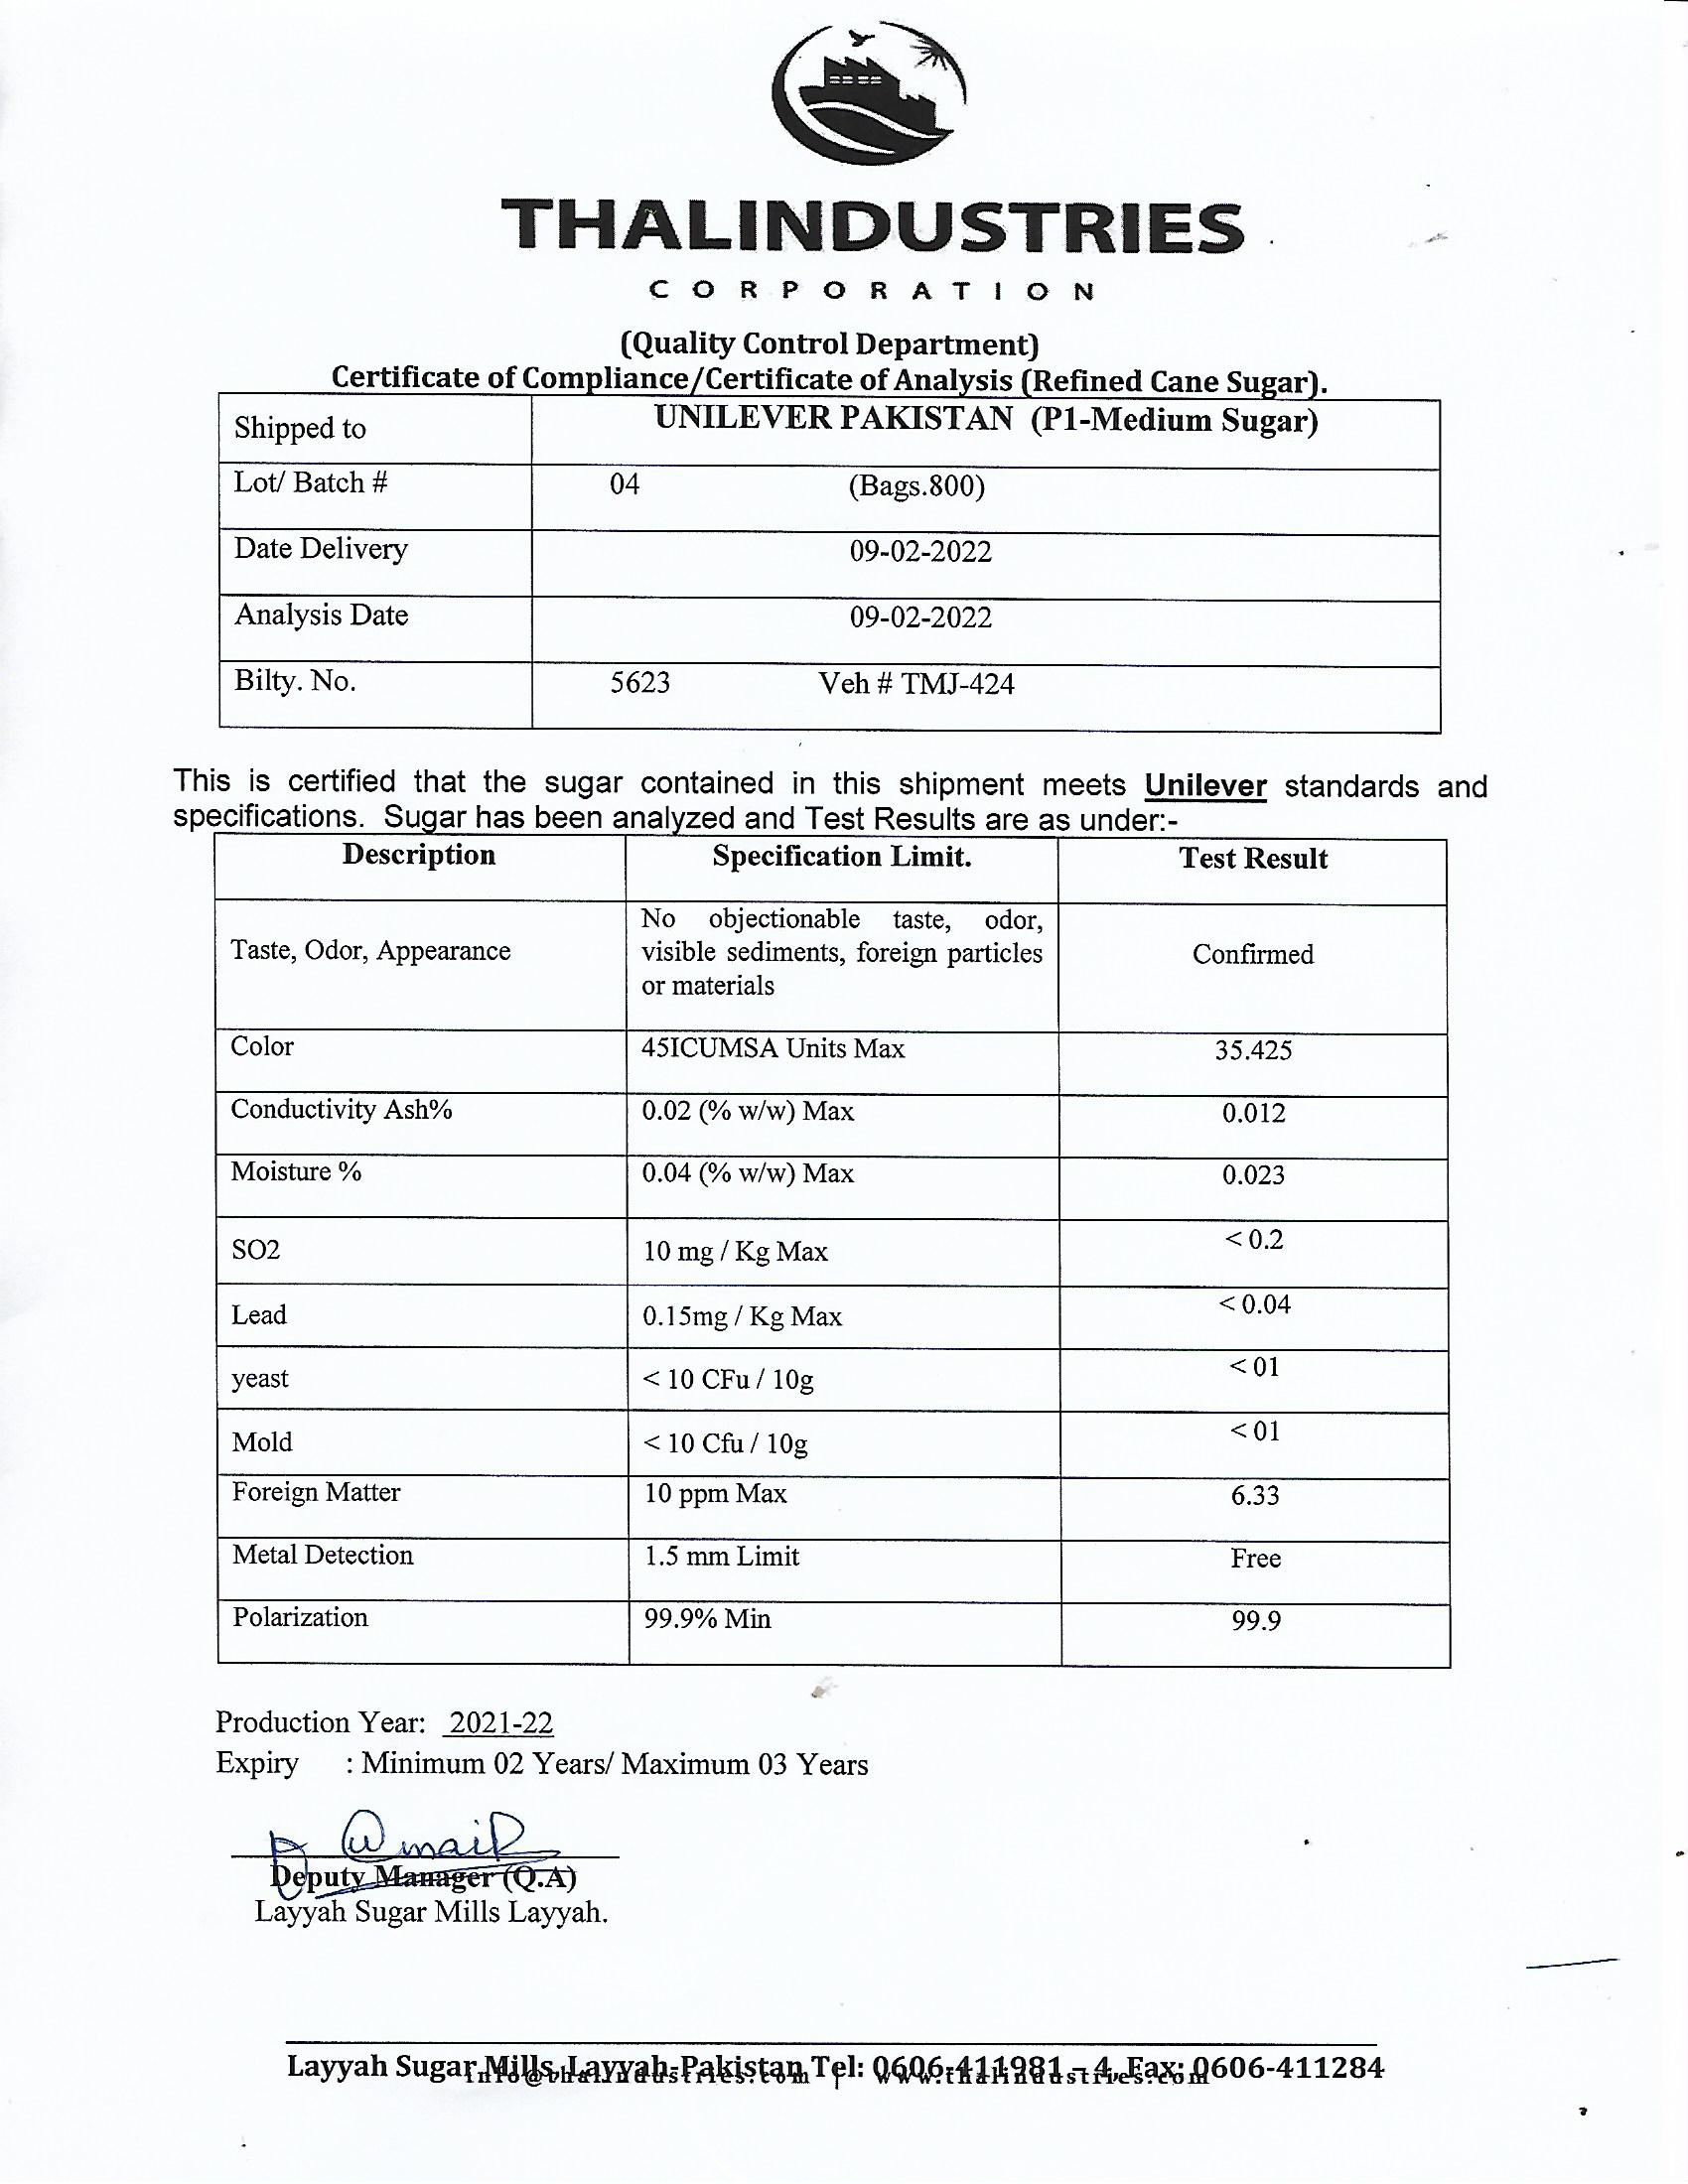 THALINDUSTRIES
CORPORATION
(Quality Control Department)
Certificate of Compliance/Certificate of Analysis (Refined Cane Sugar).
Shipped to UNILEVER PAKISTAN (P1-Medium Sugar)
Lot/ Batch # 04 (Bags.800)
Date Delivery 09-02-2022
Analysis Date 09-02-2022
Bilty. No. 5623 Veh # TMJ-424
This is certified that the sugar contained in this shipment meets Unilever standards and
specifications. Sugar has been analyzed and Test Results are as under:-
Description Specification Limit. Test Result
Taste, Odor, Appearance No objectionable taste, odor,
visible sediments, foreign particles
or materials Confirmed
Color 45ICUMSA Units Max 35.425
Conductivity Ash% 0.02 (% w/w) Max 0.012
Moisture % 0.04 (% w/w) Max 0.023
SO2 10 mg / Kg Max < 0.2
Lead 0.15mg / Kg Max < 0.04
yeast < 10 CFu / 10g < 01
Mold < 10 Cfu / 10g < 01
Foreign Matter 10 ppm Max 6.33
Metal Detection 1.5 mm Limit Free
Polarization 99.9% Min 99.9
Production Year: 2021-22
Expiry : Minimum 02 Years/ Maximum 03 Years
Deputy Manager (Q.A)
Layyah Sugar Mills Layyah.
Layyah Sugar Mills, Layyah-Pakistan Tel: 0606-411981 – 4, Fax: 0606-411284
info@thalindustries.com | www.thalindustries.com